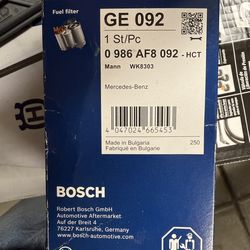 Fuel filter
GE 092
1 St/Pc
0 986 AF8 092 - HCT
Mann WK8303
Mercedes-Benz
4 047024 665453
Made in Bulgaria
Fabriqué en Bulgarie
250
BOSCH
Robert Bosch GmbH
Automotive Aftermarket
Auf der Breit 4
76227 Karlsruhe, Germany
www.bosch-automotive.com